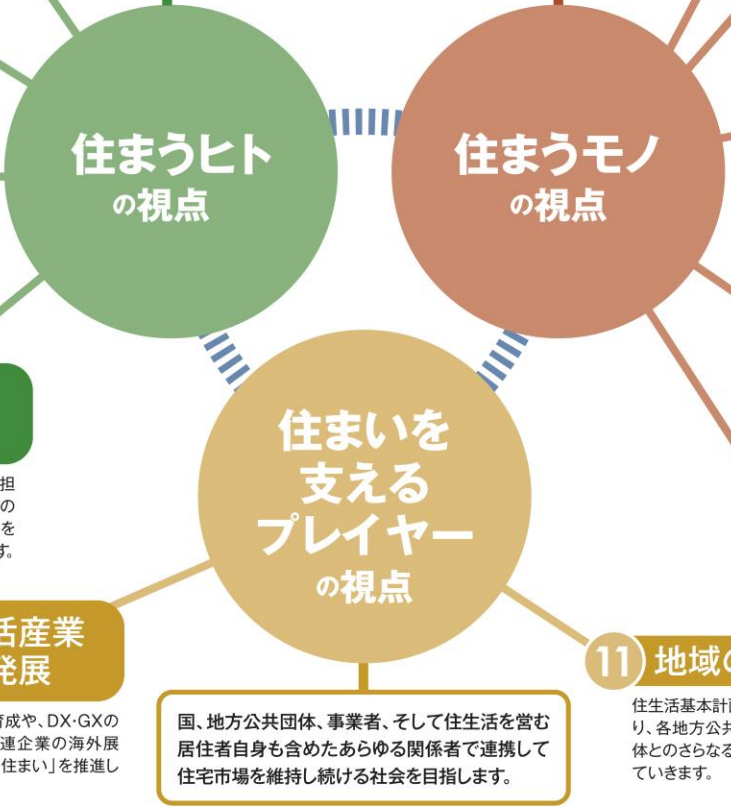 住まうヒト
の視点
住まうモノ
の視点
住まいを
支える
プレイヤー
の視点
担
の
を
す。
活産業
発展
育成や、DX・GXの
連企業の海外展
住まい」を推進し
国、地方公共団体、事業者、そして住生活を営む
居住者自身も含めたあらゆる関係者で連携して
住宅市場を維持し続ける社会を目指します。
11 地域の
住生活基本計画
り、各地方公共
体とのさらなる
ていきます。